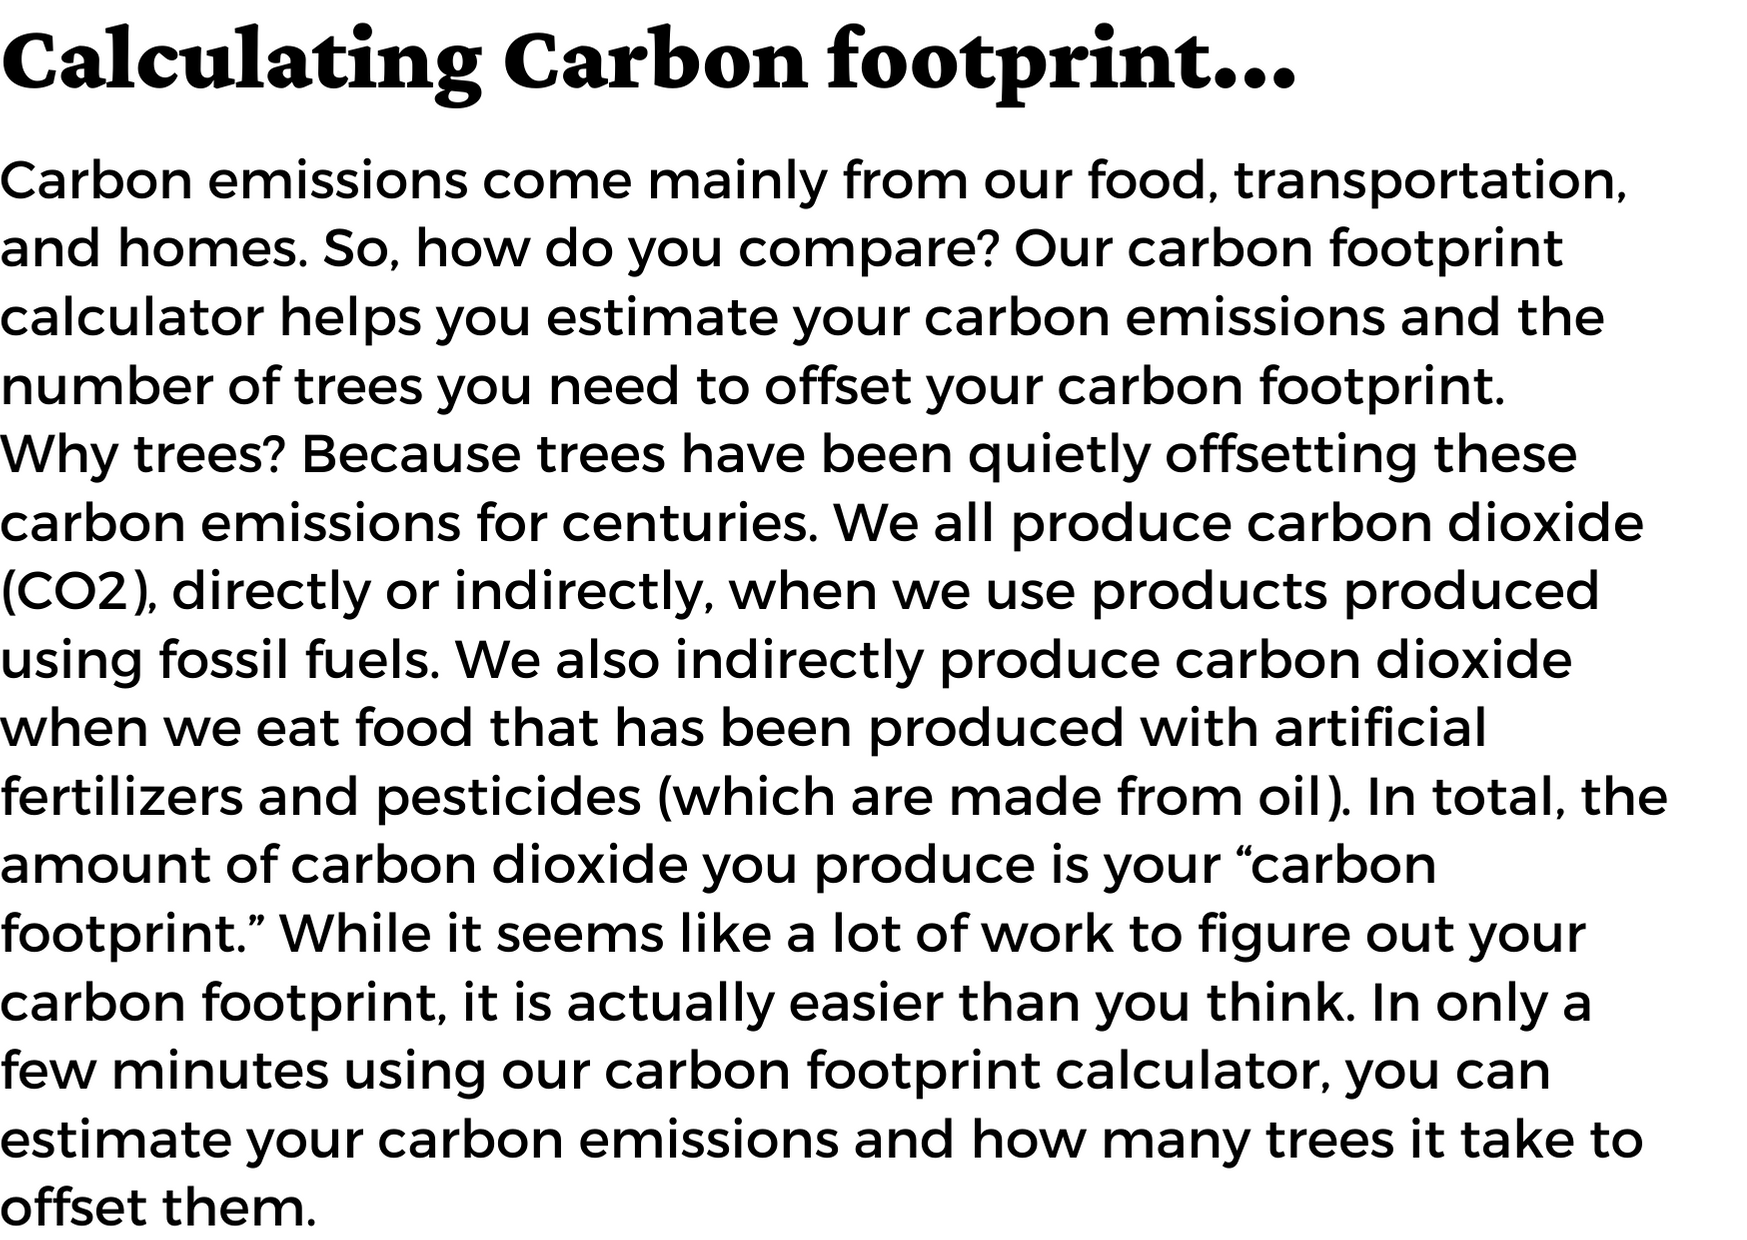 Calculating Carbon footprint...
Carbon emissions come mainly from our food, transportation,
and homes. So, how do you compare? Our carbon footprint
calculator helps you estimate your carbon emissions and the
number of trees you need to offset your carbon footprint.
Why trees? Because trees have been quietly offsetting these
carbon emissions for centuries. We all produce carbon dioxide
(CO2), directly or indirectly, when we use products produced
using fossil fuels. We also indirectly produce carbon dioxide
when we eat food that has been produced with artificial
fertilizers and pesticides (which are made from oil). In total, the
amount of carbon dioxide you produce is your “carbon
footprint.” While it seems like a lot of work to figure out your
carbon footprint, it is actually easier than you think. In only a
few minutes using our carbon footprint calculator, you can
estimate your carbon emissions and how many trees it take to
offset them.